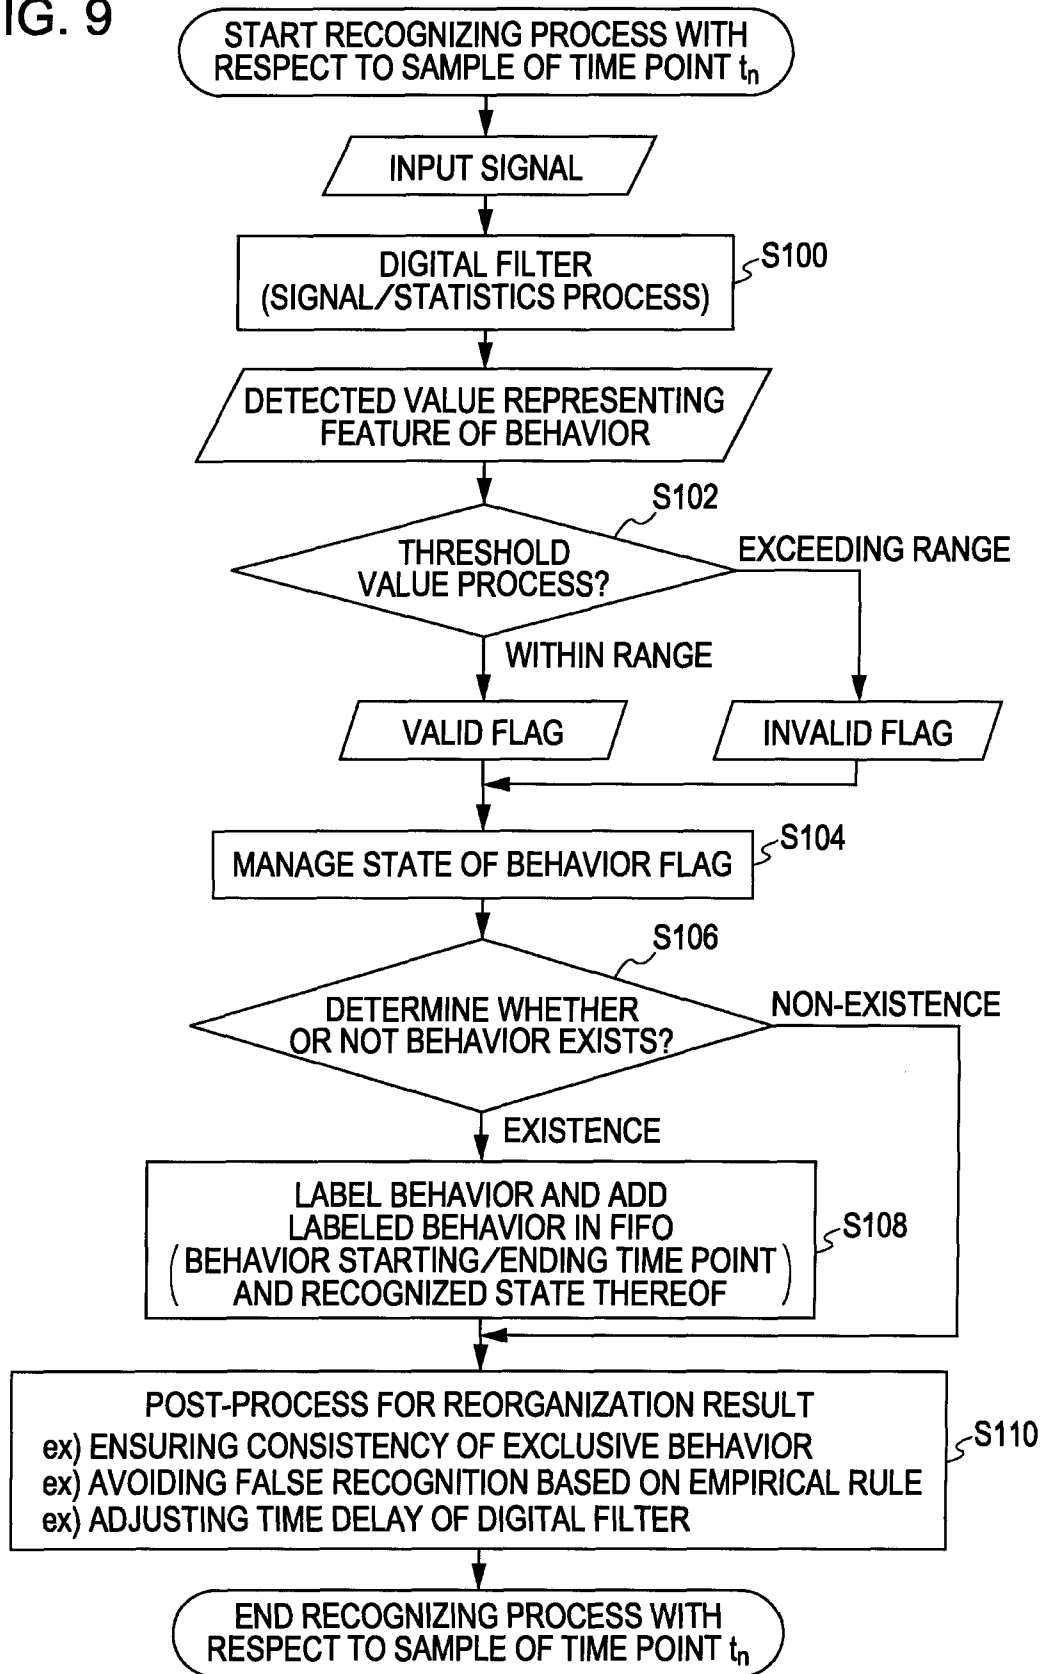 IG. 9
START RECOGNIZING PROCESS WITH
RESPECT TO SAMPLE OF TIME POINT tn
INPUT SIGNAL
DIGITAL FILTER
(SIGNAL/STATISTICS PROCESS)
S100
DETECTED VALUE REPRESENTING
FEATURE OF BEHAVIOR
S102
THRESHOLD
VALUE PROCESS?
EXCEEDING RANGE
WITHIN RANGE
VALID FLAG
INVALID FLAG
MANAGE STATE OF BEHAVIOR FLAG
S104
S106
DETERMINE WHETHER
OR NOT BEHAVIOR EXISTS?
NON-EXISTENCE
EXISTENCE
LABEL BEHAVIOR AND ADD
LABELED BEHAVIOR IN FIFO
(BEHAVIOR STARTING/ENDING TIME POINT
AND RECOGNIZED STATE THEREOF)
S108
POST-PROCESS FOR REORGANIZATION RESULT
ex) ENSURING CONSISTENCY OF EXCLUSIVE BEHAVIOR
ex) AVOIDING FALSE RECOGNITION BASED ON EMPIRICAL RULE
ex) ADJUSTING TIME DELAY OF DIGITAL FILTER
S110
END RECOGNIZING PROCESS WITH
RESPECT TO SAMPLE OF TIME POINT tn